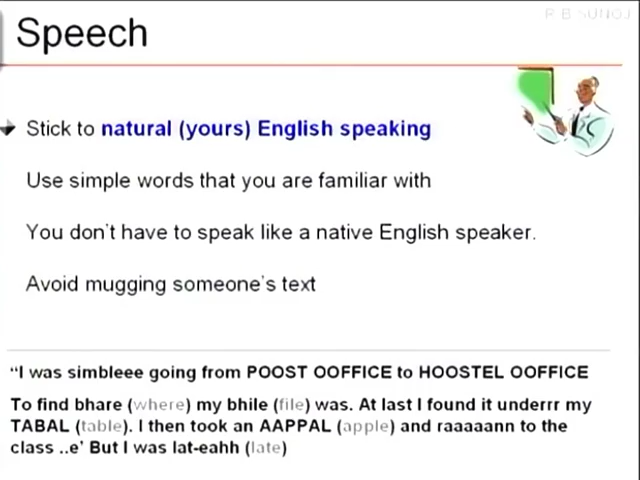 R B SUNOJ
Speech
Stick to natural (yours) English speaking
Use simple words that you are familiar with
You don't have to speak like a native English speaker.
Avoid mugging someone's text
“I was simbleee going from POOST OOFFICE to HOOSTEL OOFFICE
To find bhare (where) my bhile (file) was. At last I found it underrr my
TABAL (table). I then took an AAPPAL (apple) and raaaaann to the
class ..e' But I was lat-eahh (late)